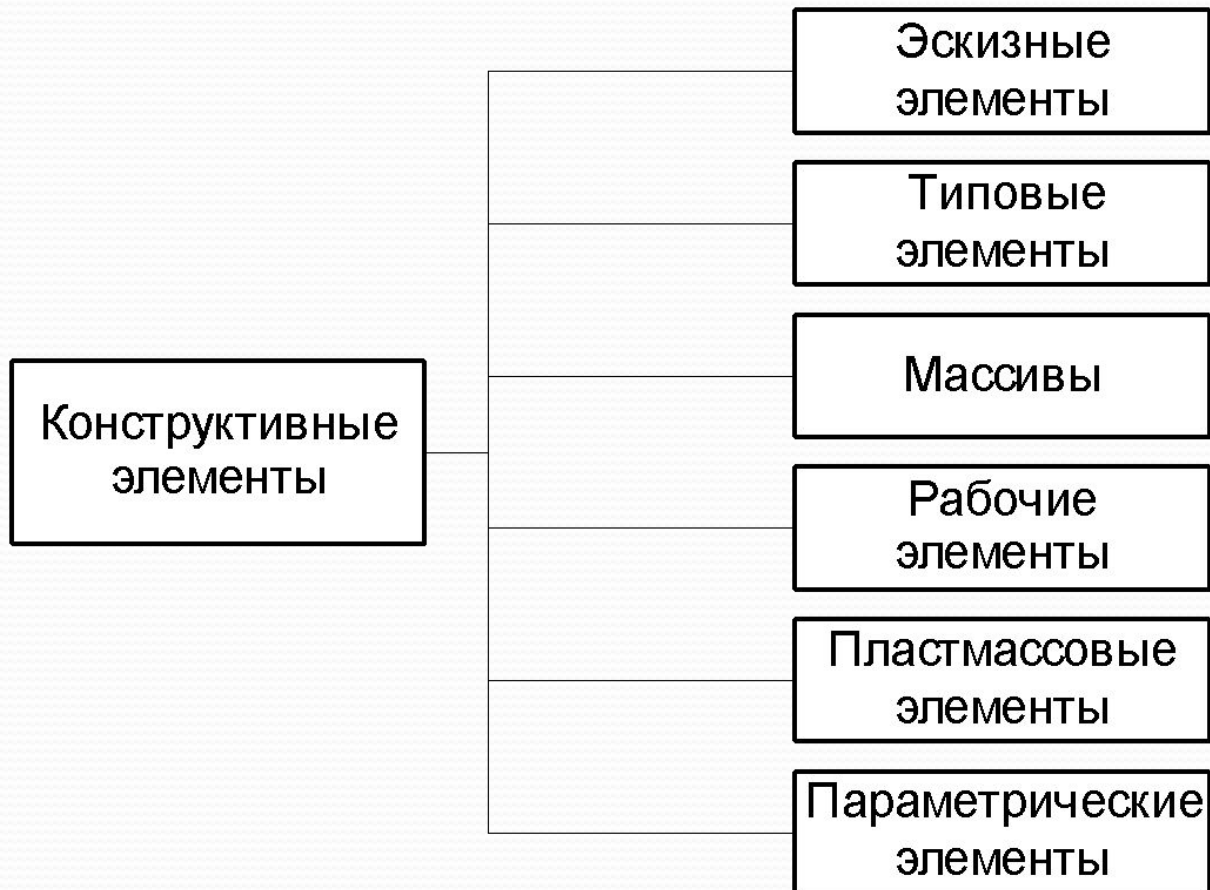 Эскизные
элементы
Типовые
элементы
Массивы
Конструктивные
элементы
Рабочие
элементы
Пластмассовые
элементы
Параметрические
элементы